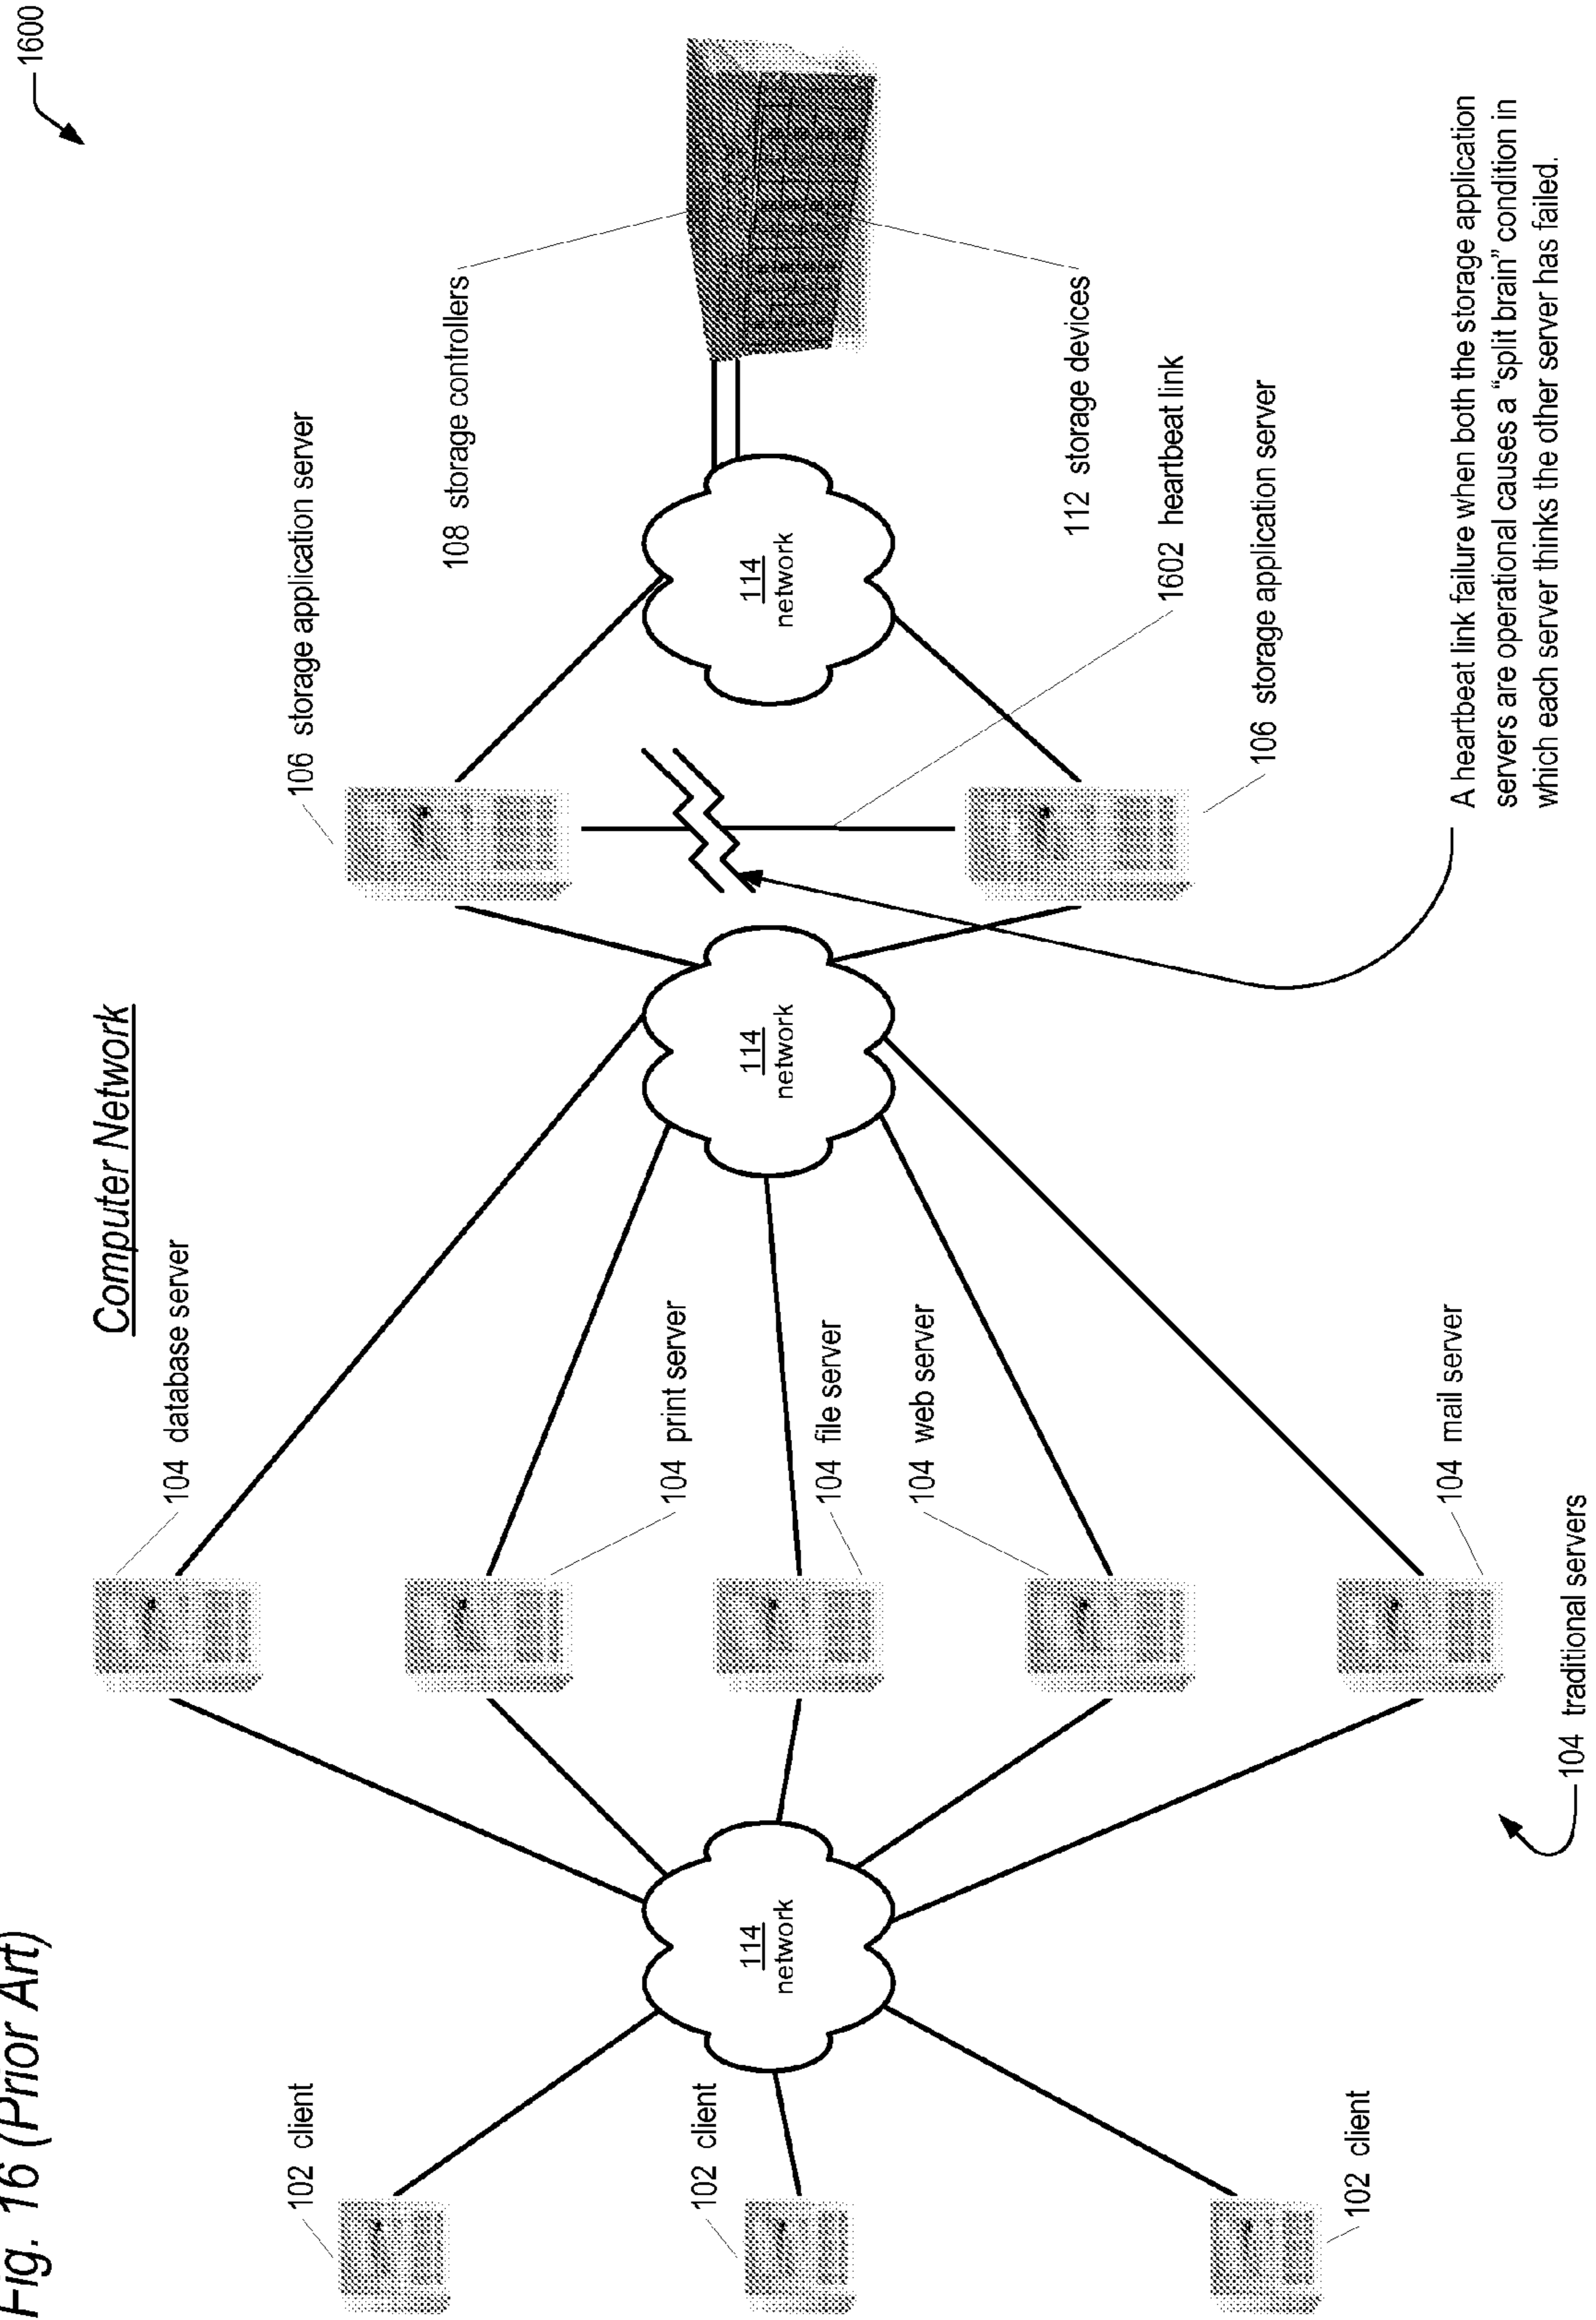 Fig. 16 (Prior Art)
1600
Computer Network
104 database server
106 storage application server
102 client
108 storage controllers
104 print server
102 client
114
network
114
network
114
network
104 file server
104 web server
112 storage devices
1602 heartbeat link
106 storage application server
102 client
104 mail server
A heartbeat link failure when both the storage application
servers are operational causes a “split brain” condition in
which each server thinks the other server has failed.
104 traditional servers